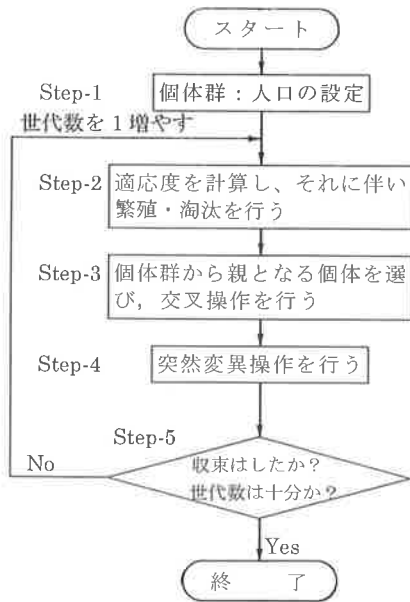 スタート
Step-1
個体群：人口の設定
世代数を1増やす
Step-2
適応度を計算し、それに伴い
繁殖・淘汰を行う
Step-3
個体群から親となる個体を選
び，交叉操作を行う
Step-4
突然変異操作を行う
Step-5
収束はしたか？
世代数は十分か？
No
Yes
終 了